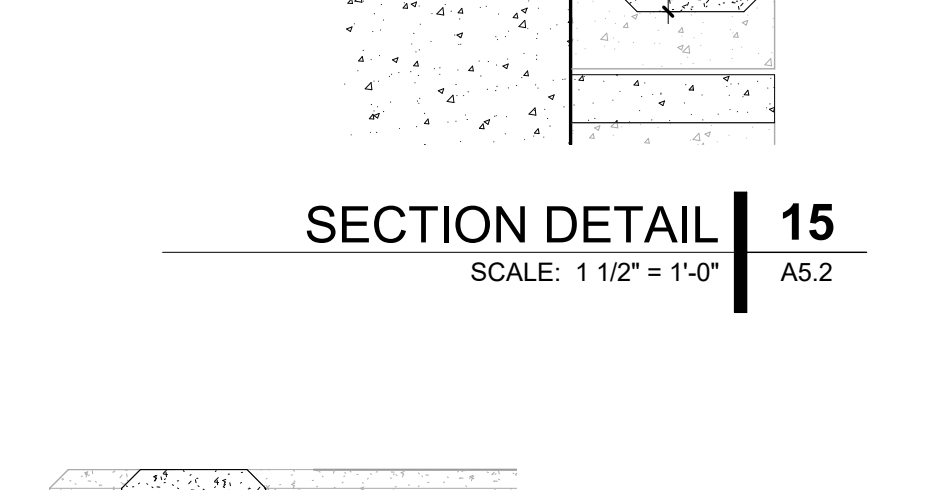 SECTION DETAIL 15
SCALE: 1 1/2" = 1'-0" A5.2